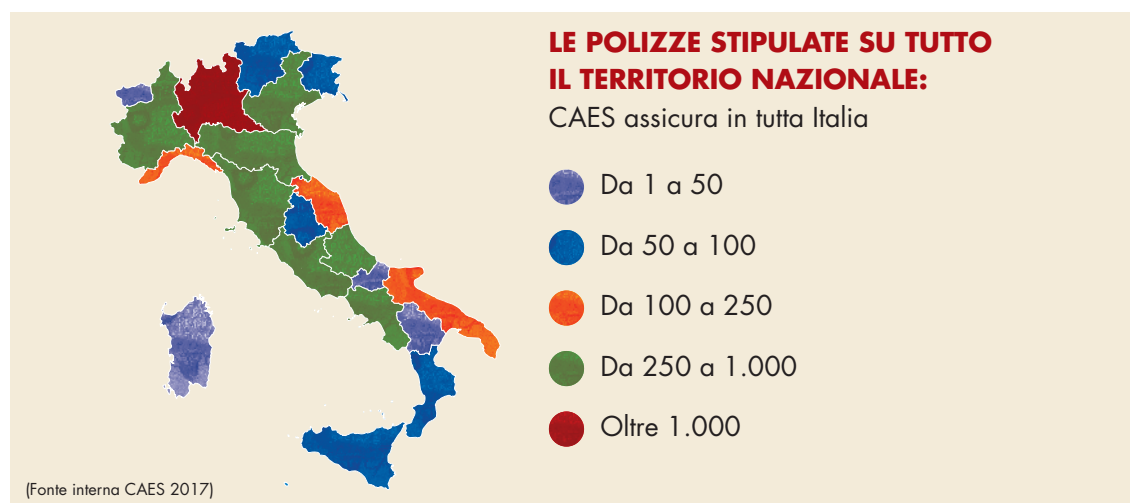 LE POLIZZE STIPULATE SU TUTTO
IL TERRITORIO NAZIONALE:
CAES assicura in tutta Italia
Da 1 a 50
Da 50 a 100
Da 100 a 250
Da 250 a 1.000
Oltre 1.000
(Fonte interna CAES 2017)